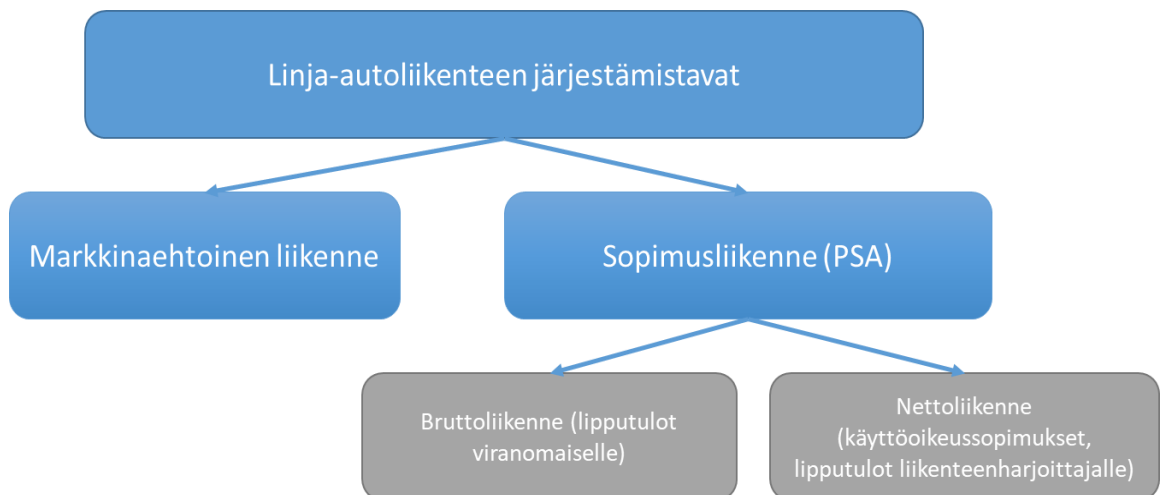 Linja-autoliikenteen järjestämistavat
Markkinaehtoinen liikenne
Sopimusliikenne (PSA)
Bruttoliikenne (lipputulot
viranomaiselle)
Nettoliikenne
(käyttöoikeussopimukset,
lipputulot liikenteenharjoittajalle)